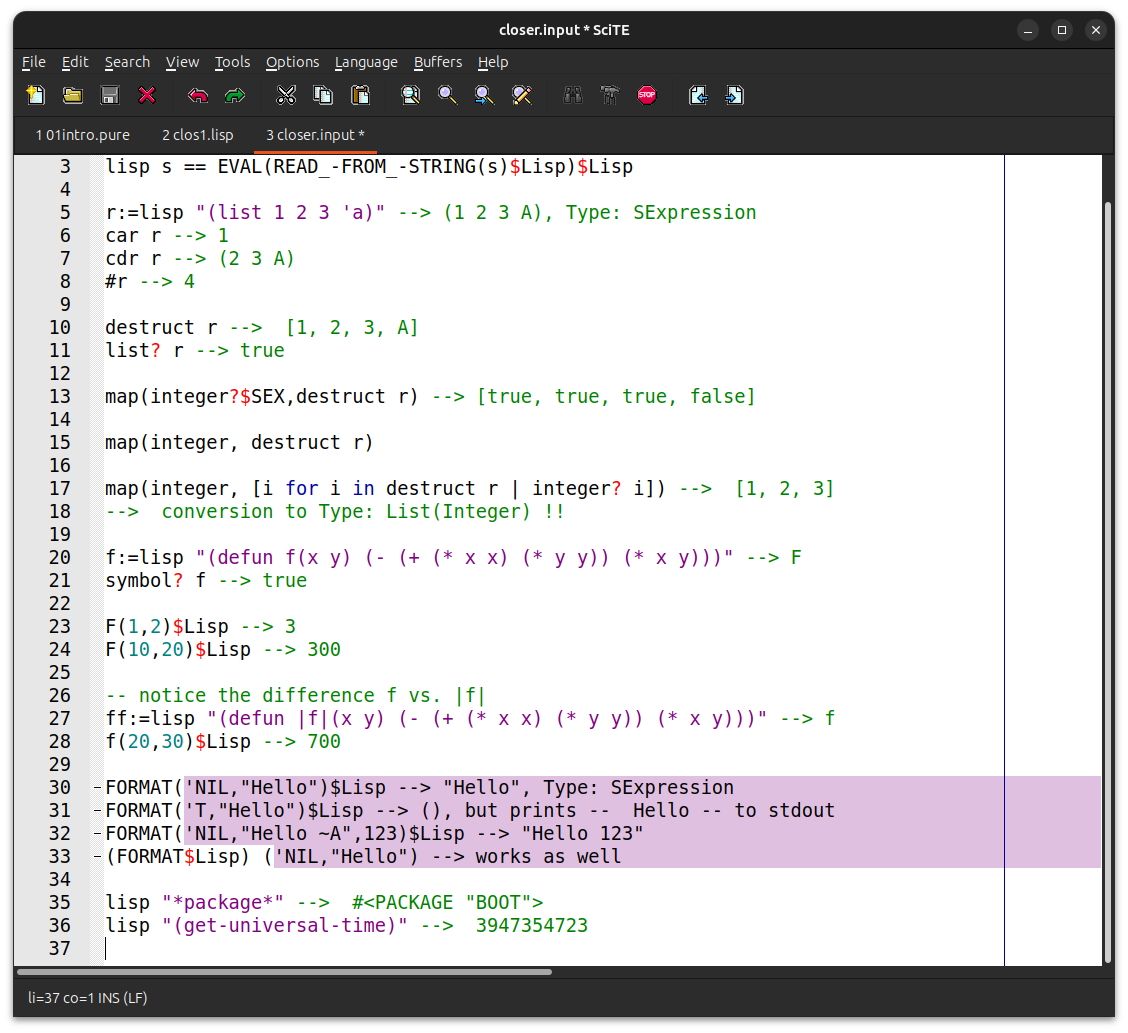 closer.input * SciTE
File Edit Search View Tools Options Language Buffers Help
STOP
1 01intro.pure 2 clos1.lisp 3 closer.input *
3 lisp s == EVAL(READ_-FROM_-STRING(s)$Lisp)$Lisp
4
5 r:=lisp "(list 1 2 3 'a)" --> (1 2 3 A), Type: SExpression
6 car r --> 1
7 cdr r --> (2 3 A)
8 #r --> 4
9
10 destruct r -->  [1, 2, 3, A]
11 list? r --> true
12
13 map(integer?$SEX,destruct r) --> [true, true, true, false]
14
15 map(integer, destruct r)
16
17 map(integer, [i for i in destruct r | integer? i]) -->  [1, 2, 3]
18 -->  conversion to Type: List(Integer) !!
19
20 f:=lisp "(defun f(x y) (- (+ (* x x) (* y y)) (* x y)))" --> F
21 symbol? f --> true
22
23 F(1,2)$Lisp --> 3
24 F(10,20)$Lisp --> 300
25
26 -- notice the difference f vs. |f|
27 ff:=lisp "(defun |f|(x y) (- (+ (* x x) (* y y)) (* x y)))" --> f
28 f(20,30)$Lisp --> 700
29
30 FORMAT('NIL,"Hello")$Lisp --> "Hello", Type: SExpression
31 FORMAT('T,"Hello")$Lisp --> (), but prints --  Hello -- to stdout
32 FORMAT('NIL,"Hello ~A",123)$Lisp --> "Hello 123"
33 (FORMAT$Lisp) ('NIL,"Hello") --> works as well
34
35 lisp "*package*" -->  #<PACKAGE "BOOT">
36 lisp "(get-universal-time)" -->  3947354723
37
li=37 co=1 INS (LF)